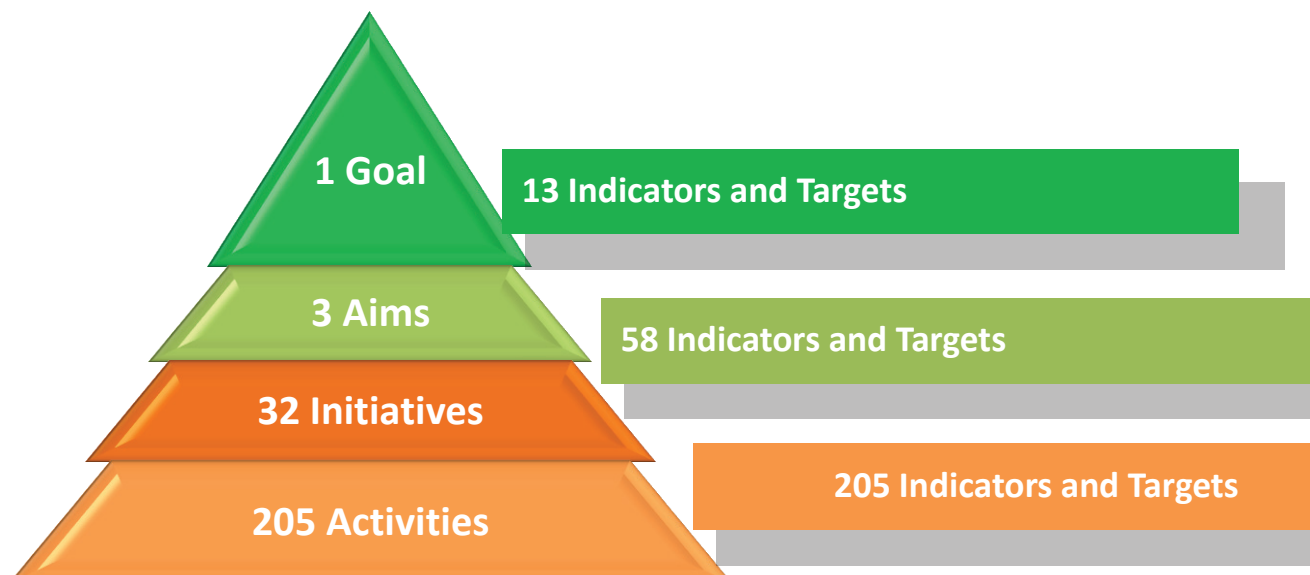 1 Goal
13 Indicators and Targets
3 Aims
58 Indicators and Targets
32 Initiatives
205 Indicators and Targets
205 Activities